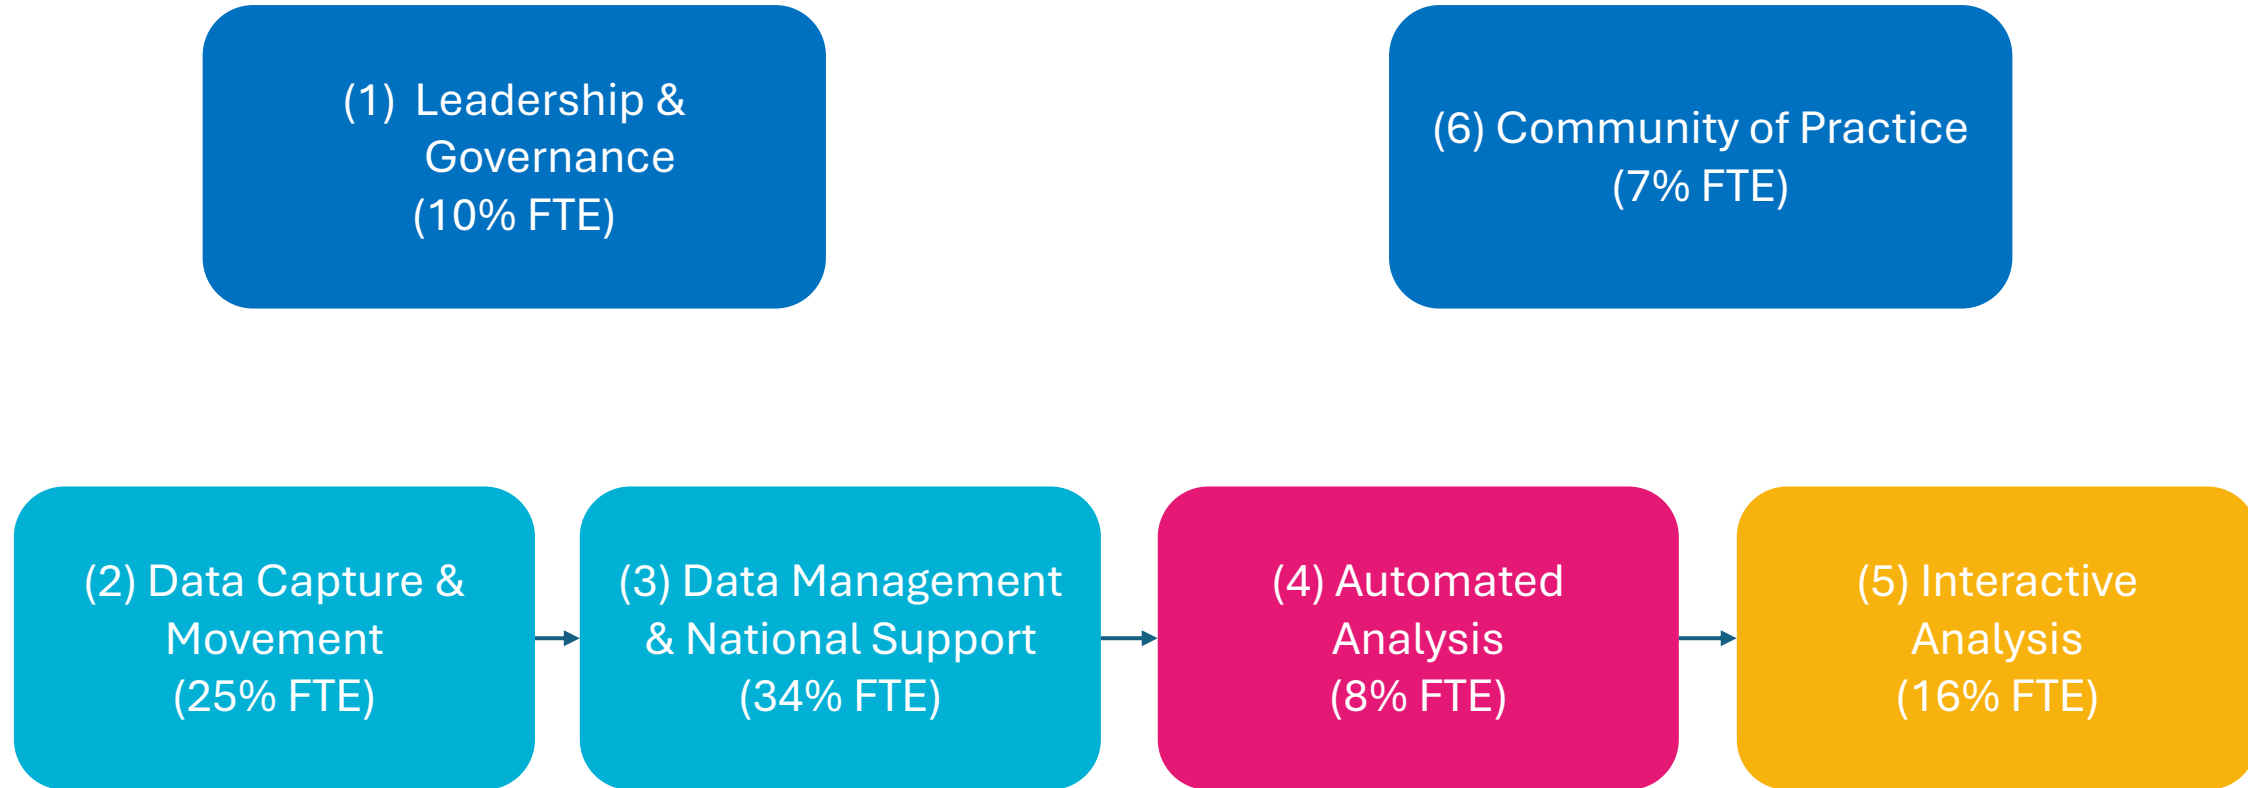 (1) Leadership &
Governance
(10% FTE)
(6) Community of Practice
(7% FTE)
(2) Data Capture &
Movement
(25% FTE)
(3) Data Management
& National Support
(34% FTE)
(4) Automated
Analysis
(8% FTE)
(5) Interactive
Analysis
(16% FTE)